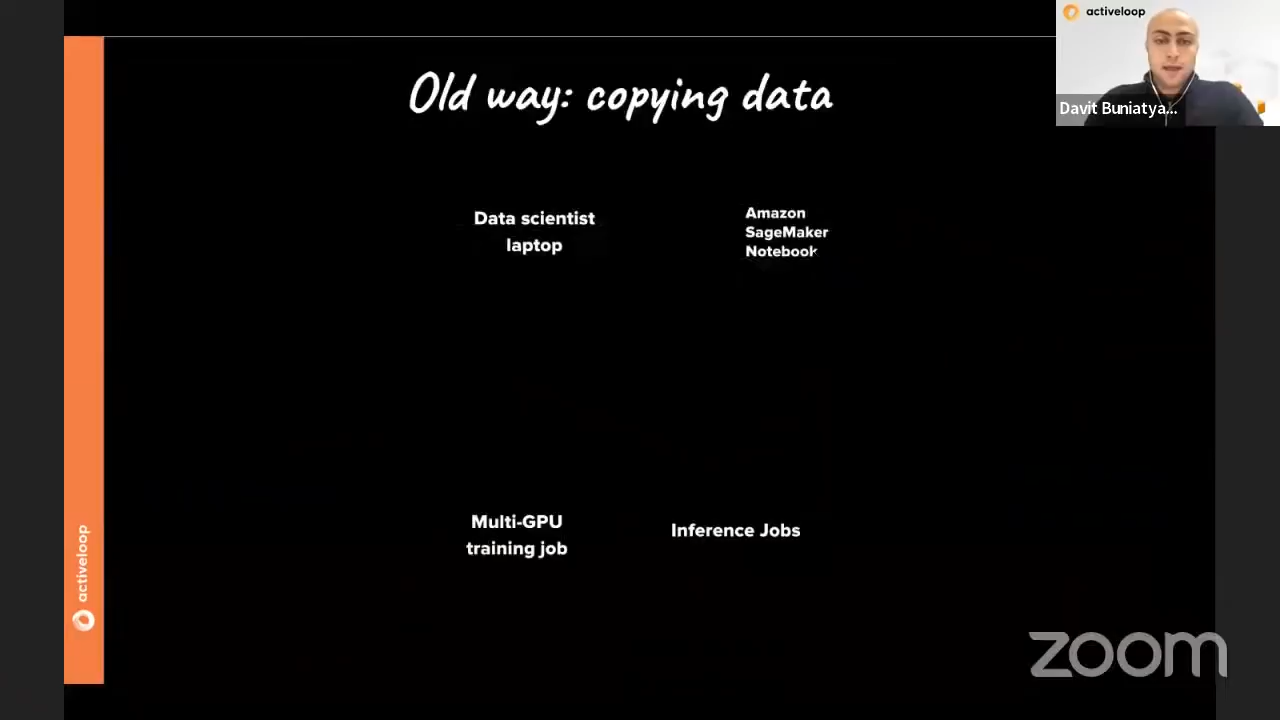 activeloop
Davit Buniatya...
Old way: copying data
Data scientist
laptop
Amazon
SageMaker
Notebook
Multi-GPU
training job
Inference Jobs
activeloop
zoom